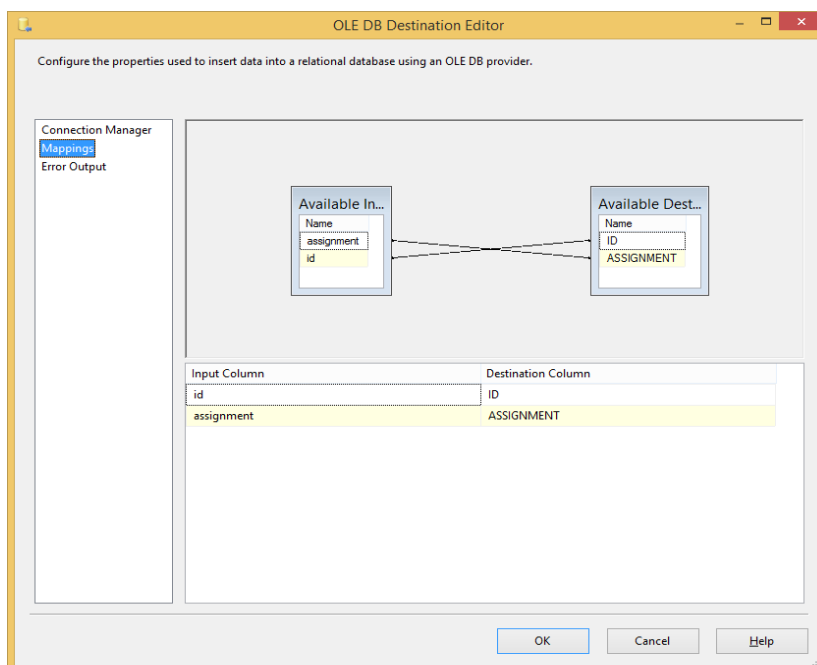 OLE DB Destination Editor
Configure the properties used to insert data into a relational database using an OLE DB provider.
Connection Manager
Mappings
Error Output
Available In...
Name
assignment
id
Available Dest...
Name
ID
ASSIGNMENT
Input Column Destination Column
id ID
assignment ASSIGNMENT
OK Cancel Help